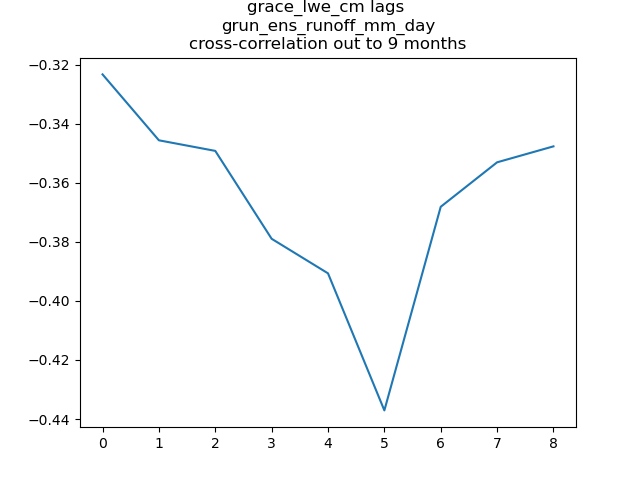 grace_lwe_cm lags
grun_ens_runoff_mm_day
cross-correlation out to 9 months
−0.32
−0.34
−0.36
−0.38
−0.40
−0.42
−0.44
0 1 2 3 4 5 6 7 8